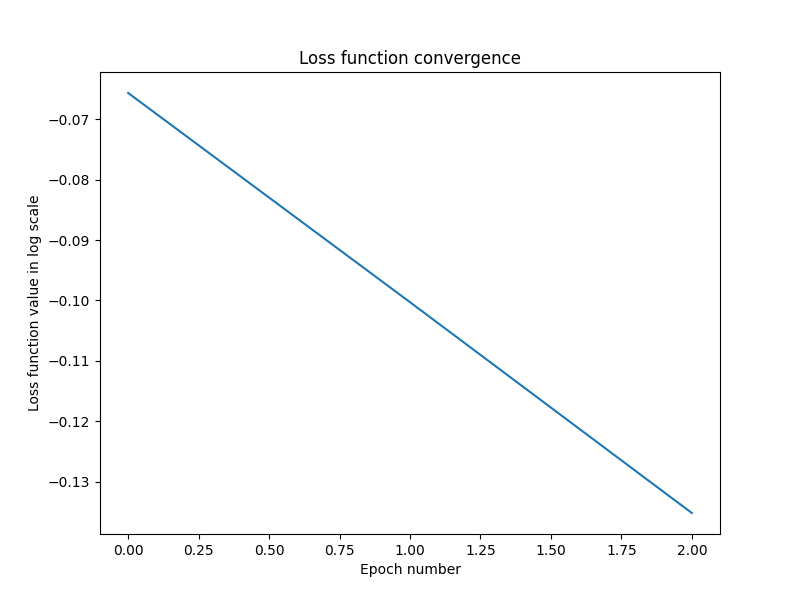 Loss function convergence
Loss function value in log scale
−0.07
−0.08
−0.09
−0.10
−0.11
−0.12
−0.13
0.00 0.25 0.50 0.75 1.00 1.25 1.50 1.75 2.00
Epoch number